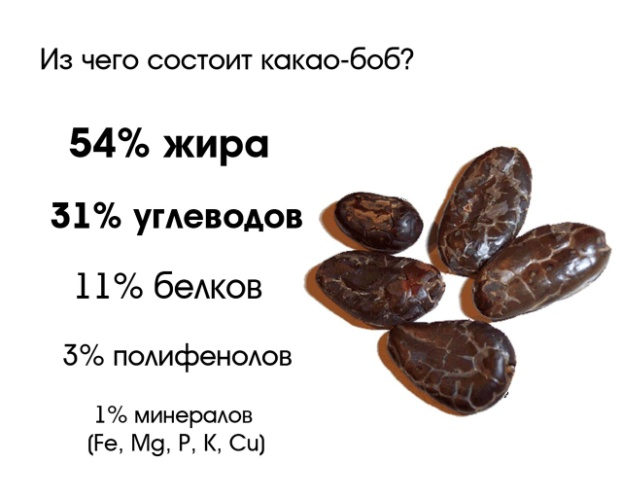 Из чего состоит какао-боб?
54% жира
31% углеводов
11% белков
3% полифенолов
1% минералов
(Fe, Mg, P, K, Cu)